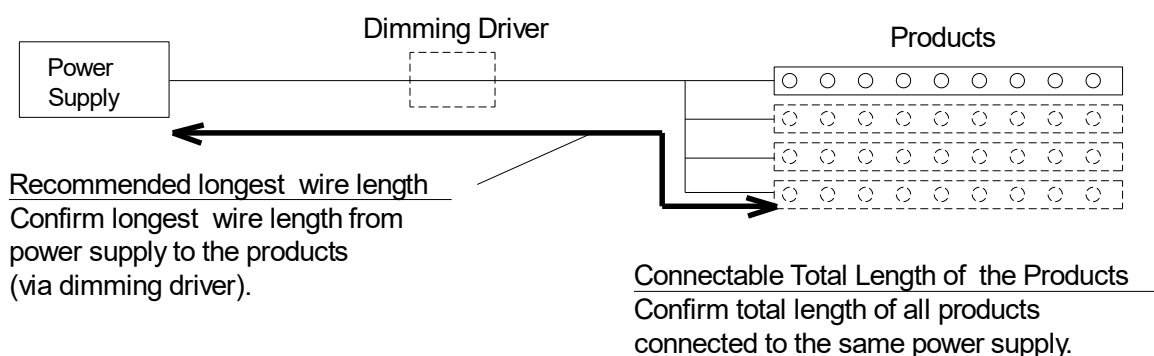 Dimming Driver
Products
Power
Supply
Recommended longest wire length
Confirm longest wire length from
power supply to the products
(via dimming driver).
Connectable Total Length of the Products
Confirm total length of all products
connected to the same power supply.